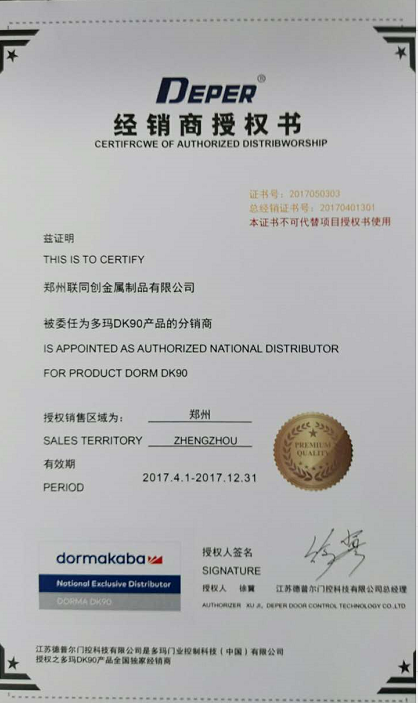 DEPER®
经销商授权书
CERTIFRCWE OF AUTHORIZED DISTRIBWORSHIP
证书号：2017050303
总经销证书号：20170401301
本证书不可代替项目授权书使用
兹证明
THIS IS TO CERTIFY
郑州联同创金属制品有限公司
被委任为多玛DK90产品的分销商
IS APPOINTED AS AUTHORIZED NATIONAL DISTRIBUTOR
FOR PRODUCT DORM DK90
授权销售区域为： 郑州
SALES TERRITORY ZHENGZHOU
有效期
PERIOD 2017.4.1-2017.12.31
PREMIUM
QUALITY
dormakaba
National Exclusive Distributor
DORMA DK90
授权人签名
SIGNATURE
授权人 徐冀 江苏德普尔门控科技有限公司总经理
AUTHORIZER XU JI, DEPER DOOR CONTROL TECHNOLOGY CO.,LTD
江苏德普尔门控科技有限公司是多玛门业控制科技（中国）有限公司
授权之多玛DK90产品全国独家经销商